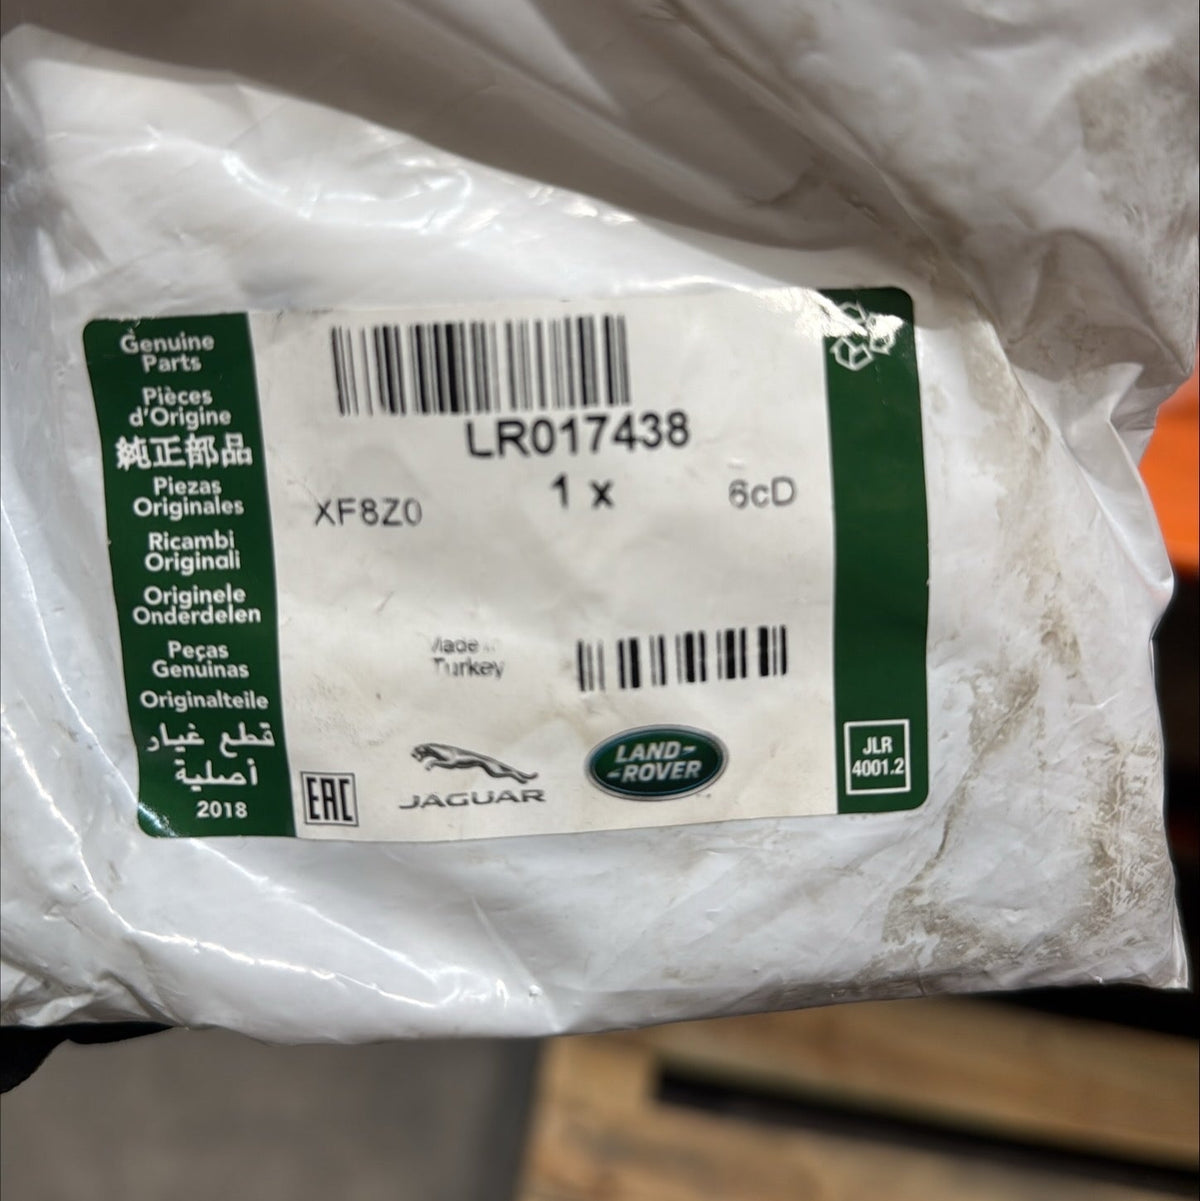 Genuine
Parts
Pièces
d'Origine
純正部品
Piezas
Originales
Ricambi
Originali
Originele
Onderdelen
Peças
Genuinas
Originalteile
قطع غيار
أصلية
2018
LR017438
1 x
XF8Z0
6cD
Made
Turkey
EAC
JAGUAR
LAND-
-ROVER
JLR
4001.2